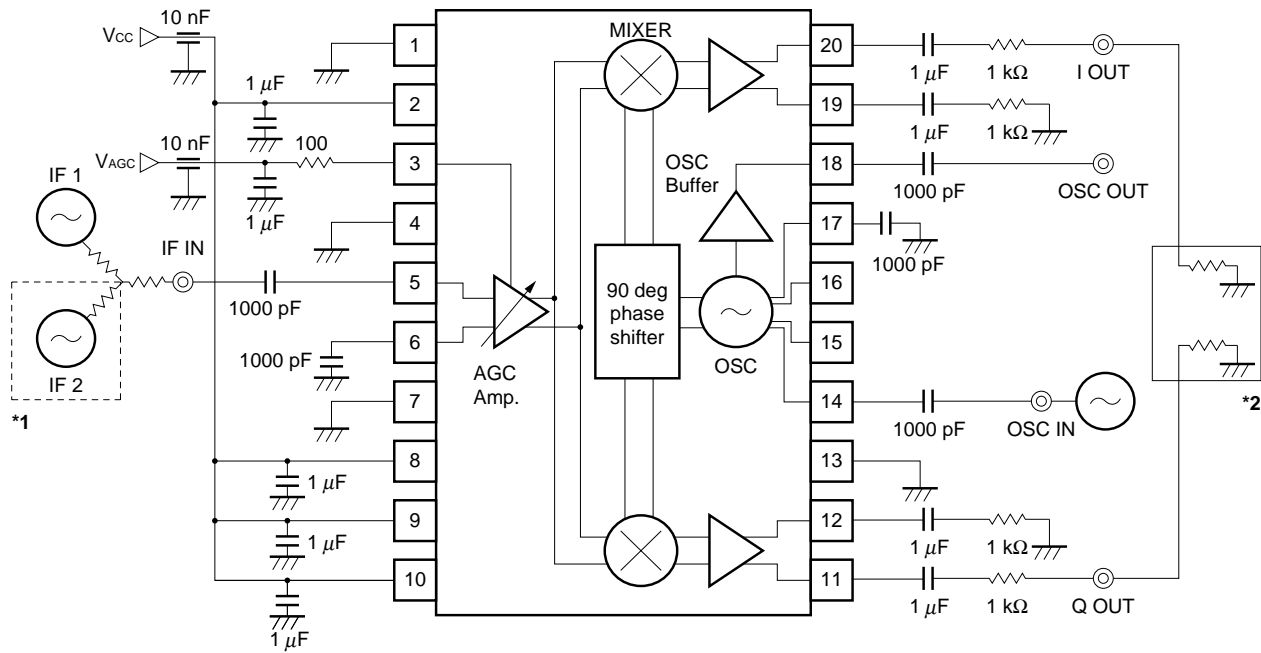 VCC
10 nF
1 μF
VAGC
10 nF
1 μF
100
IF 1
IF IN
1000 pF
IF 2
*1
1000 pF
1 μF
1 μF
1 μF
1
2
3
4
5
6
7
8
9
10
MIXER
AGC
Amp.
90 deg
phase
shifter
OSC
Buffer
OSC
20
19
18
17
16
15
14
13
12
11
1 μF
1 kΩ
I OUT
1 μF
1 kΩ
1000 pF
OSC OUT
1000 pF
1000 pF
OSC IN
*2
1 μF
1 kΩ
1 μF
1 kΩ
Q OUT